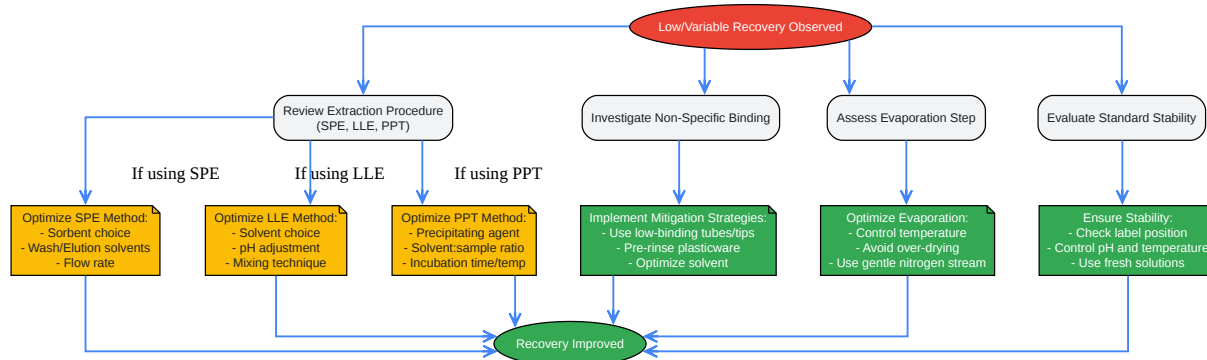 Low/Variable Recovery Observed
Review Extraction Procedure
(SPE, LLE, PPT)
Investigate Non-Specific Binding
Assess Evaporation Step
Evaluate Standard Stability
If using SPE
If using LLE
If using PPT
Optimize SPE Method:
- Sorbent choice
- Wash/Elution solvents
- Flow rate
Optimize LLE Method:
- Solvent choice
- pH adjustment
- Mixing technique
Optimize PPT Method:
- Precipitating agent
- Solvent:sample ratio
- Incubation time/temp
Implement Mitigation Strategies:
- Use low-binding tubes/tips
- Pre-rinse plasticware
- Optimize solvent
Optimize Evaporation:
- Control temperature
- Avoid over-drying
- Use gentle nitrogen stream
Ensure Stability:
- Check label position
- Control pH and temperature
- Use fresh solutions
Recovery Improved